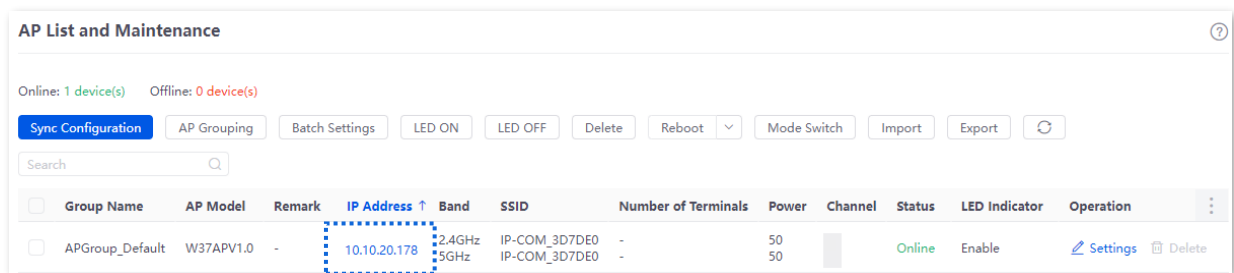 AP List and Maintenance
Online: 1 device(s) Offline: 0 device(s)
Sync Configuration AP Grouping Batch Settings LED ON LED OFF Delete Reboot Mode Switch Import Export
Search
Group Name AP Model Remark IP Address ↑ Band SSID Number of Terminals Power Channel Status LED Indicator Operation
APGroup_Default W37APV1.0 - 10.10.20.178 2.4GHz IP-COM_3D7DE0 - 50 Online Enable Settings Delete
5GHz IP-COM_3D7DE0 - 50